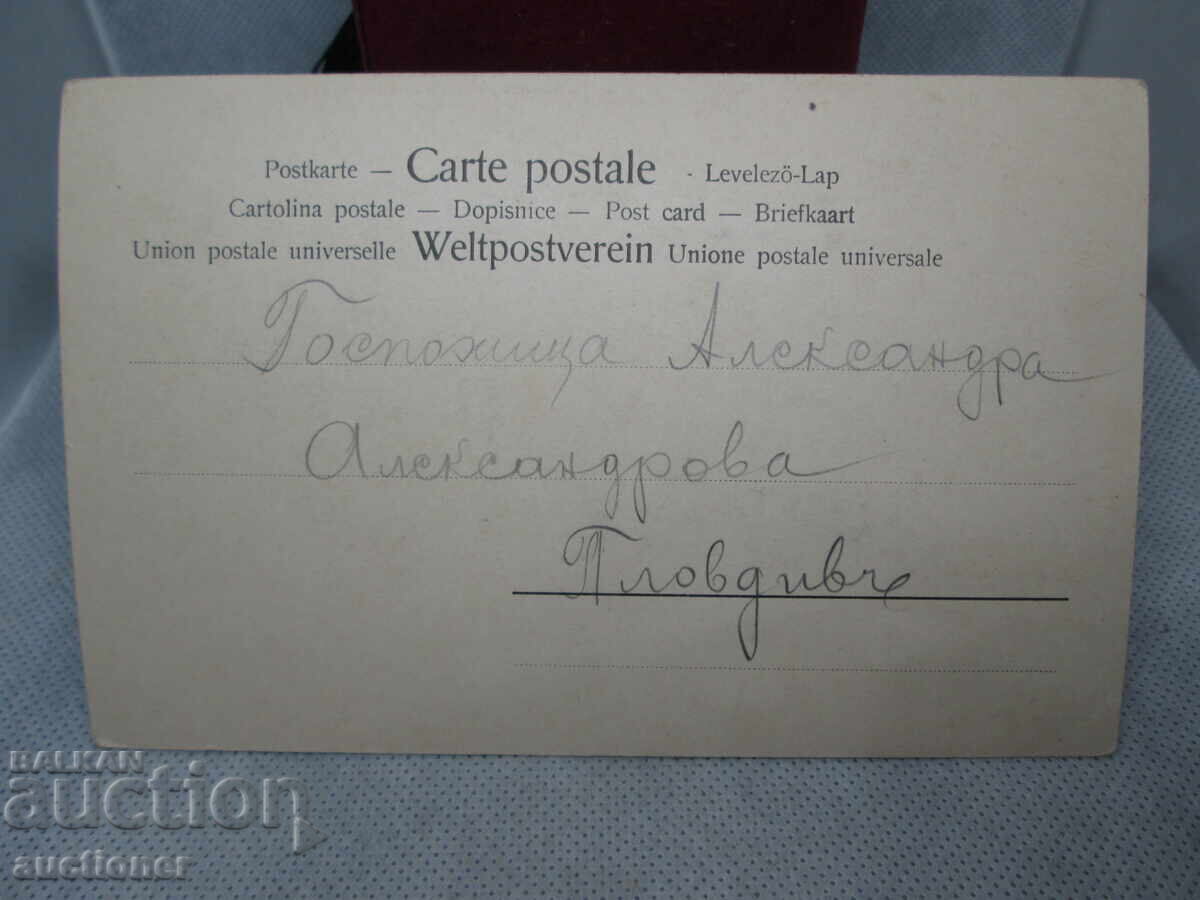 Postkarte — Carte postale - Levelezö-Lap
Cartolina postale — Dopisnice — Post card — Briefkaart
Union postale universelle Weltpostverein Unione postale universale
Госпожица Александра
Александрова
Пловдивъ
BALKAN
auction
auctioner